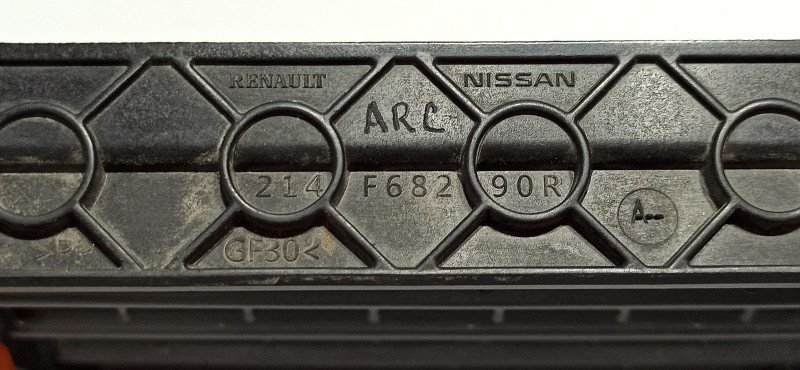 RENAULT NISSAN
ARC
214 F682 90R
A--
GF30<